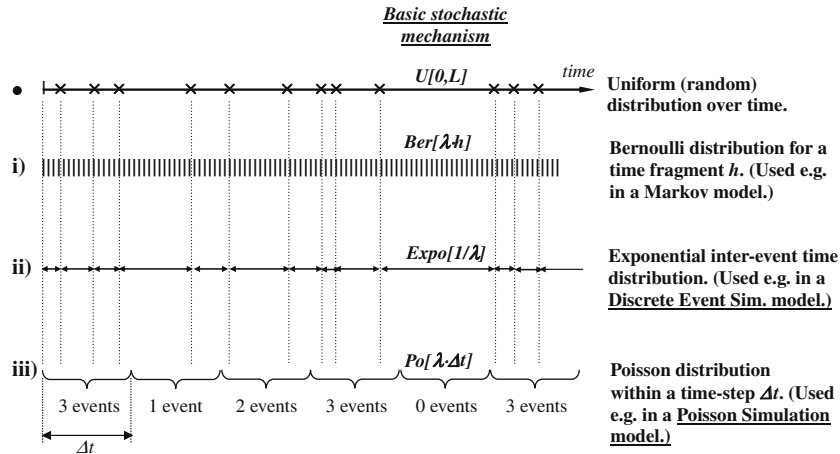 Basic stochastic
mechanism
• U[0,L] time
Uniform (random)
distribution over time.
i) Ber[λ·h]
Bernoulli distribution for a
time fragment h. (Used e.g.
in a Markov model.)
ii) Expo[1/λ]
Exponential inter-event time
distribution. (Used e.g. in a
Discrete Event Sim. model.)
iii) Po[λ·Δt]
Poisson distribution
within a time-step Δt. (Used
e.g. in a Poisson Simulation
model.)
3 events 1 event 2 events 3 events 0 events 3 events
Δt